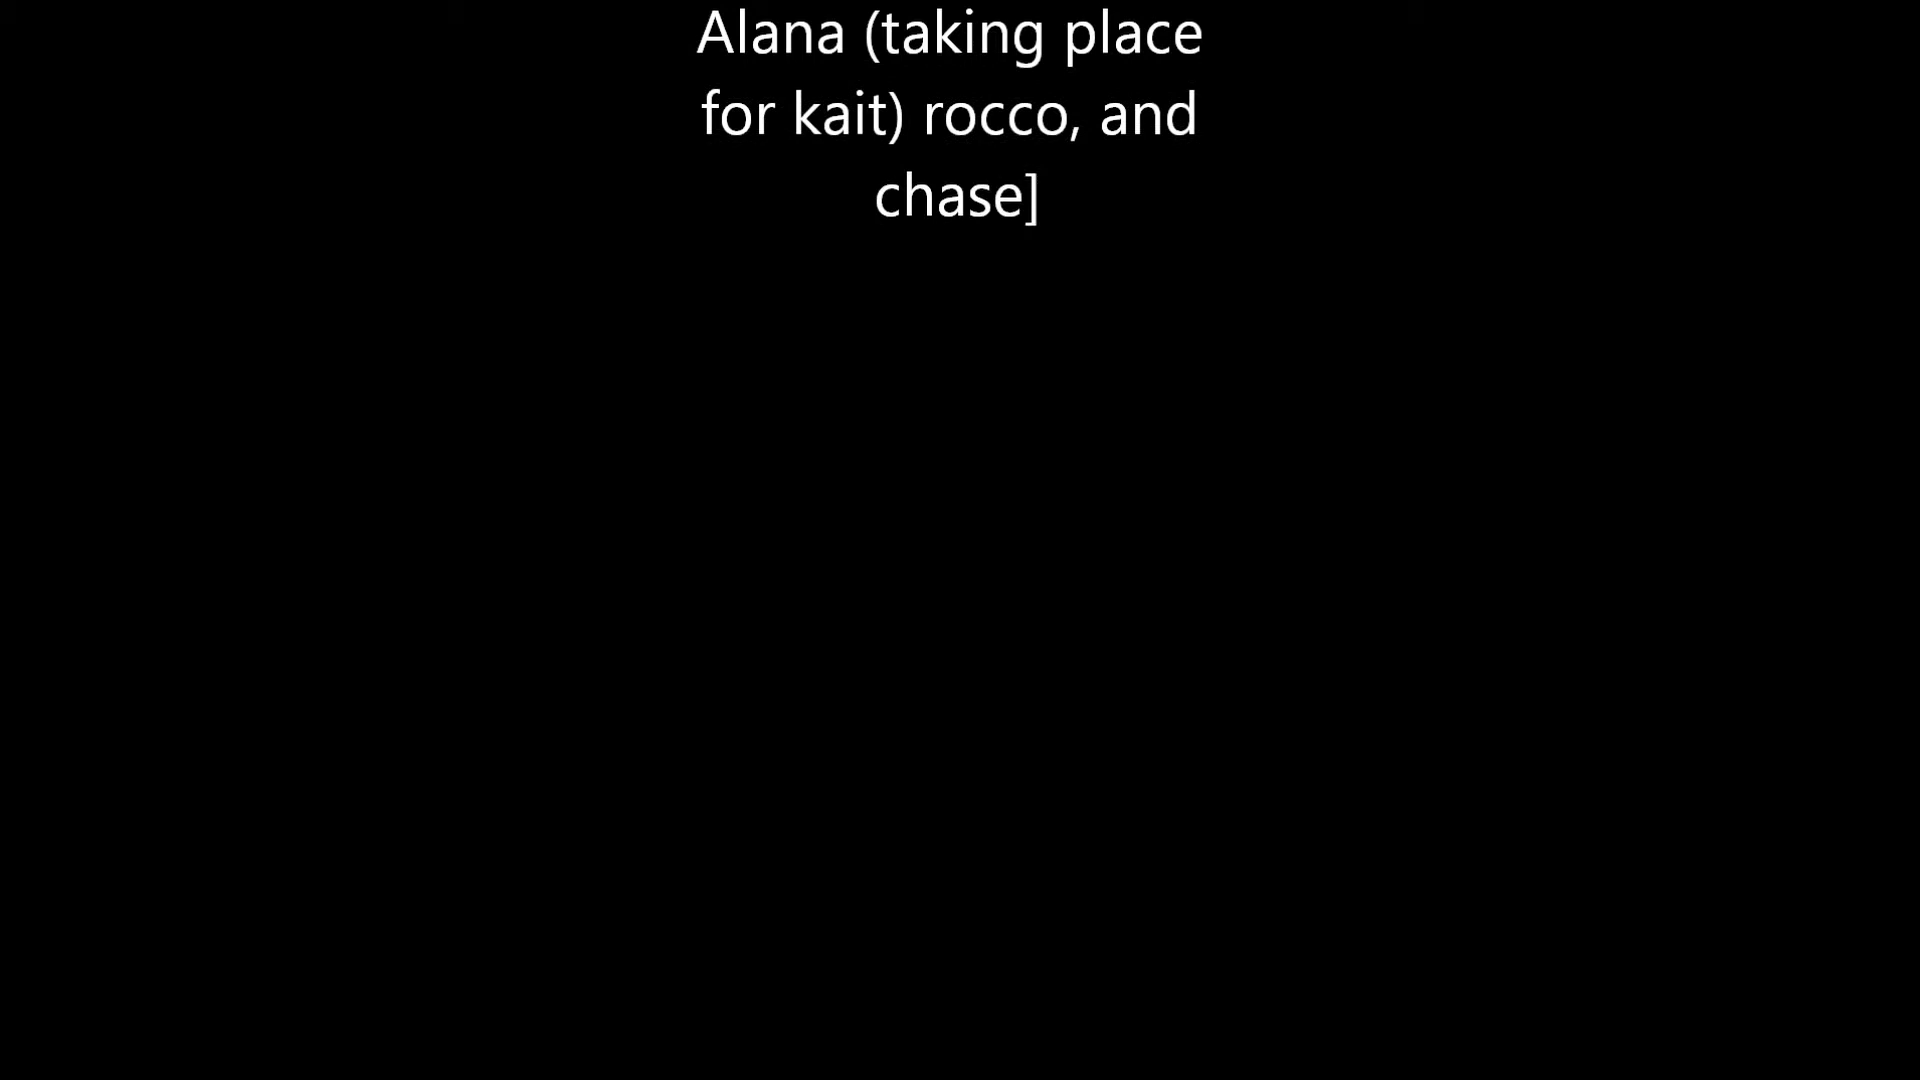 Alana (taking place
for kait) rocco, and
chase]